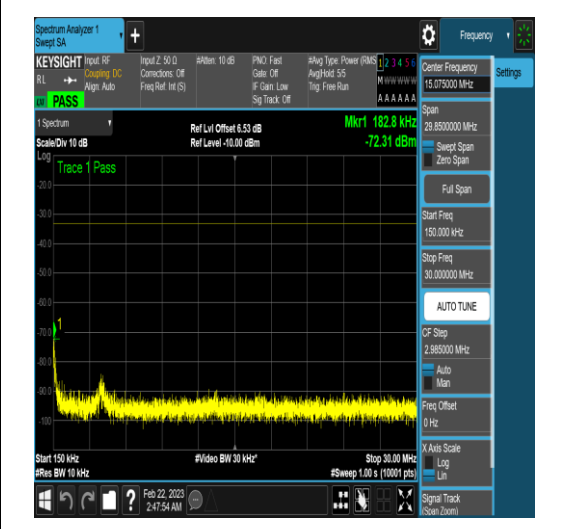 Spectrum Analyzer 1
Swept SA
Frequency
KEYSIGHT
RL
PASS
Input: RF
Coupling: DC
Align: Auto
Input Z: 50 Ω
Corrections: Off
Freq Ref: Int (S)
#Atten: 10 dB
PNO: Fast
Gate: Off
IF Gain: Low
Sig Track: Off
#Avg Type: Power (RMS
Avg|Hold: 5/5
Trig: Free Run
1 2 3 4 5 6
M W W W W W
A A A A A A
Center Frequency
15.075000 MHz
Settings
Span
29.8500000 MHz
Swept Span
Zero Span
Full Span
Start Freq
150.000 kHz
Stop Freq
30.000000 MHz
AUTO TUNE
CF Step
2.985000 MHz
Auto
Man
Freq Offset
0 Hz
X Axis Scale
Log
Lin
Signal Track
(Span Zoom)
1 Spectrum
Scale/Div 10 dB
Ref Lvl Offset 6.53 dB
Ref Level -10.00 dBm
Mkr1 182.8 kHz
-72.31 dBm
Log
Trace 1 Pass
-20.0
-30.0
-40.0
-50.0
-60.0
-70.0
-80.0
-90.0
-100
1
Start 150 kHz
#Res BW 10 kHz
#Video BW 30 kHz*
Stop 30.00 MHz
#Sweep 1.00 s (10001 pts)
?
Feb 22, 2023
2:47:54 AM